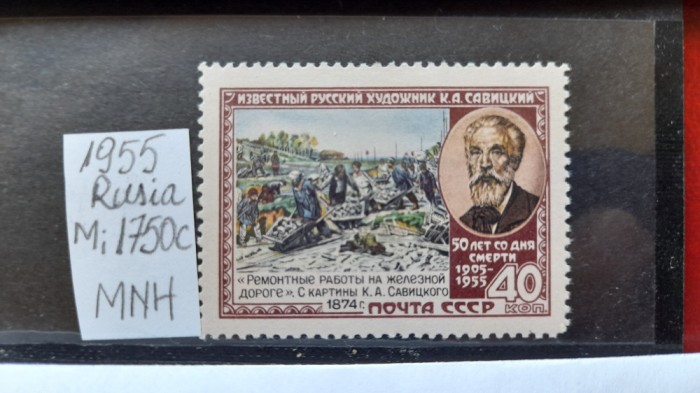 1955
Rusia
Mi 1750C
MNH
ИЗВЕСТНЫЙ РУССКИЙ ХУДОЖНИК К.А.САВИЦКИЙ
50 ЛЕТ СО ДНЯ
СМЕРТИ
1905-
1955
40
КОП.
«РЕМОНТНЫЕ РАБОТЫ НА ЖЕЛЕЗНОЙ
ДОРОГЕ». С КАРТИНЫ К.А.САВИЦКОГО
1874 г.
ПОЧТА СССР